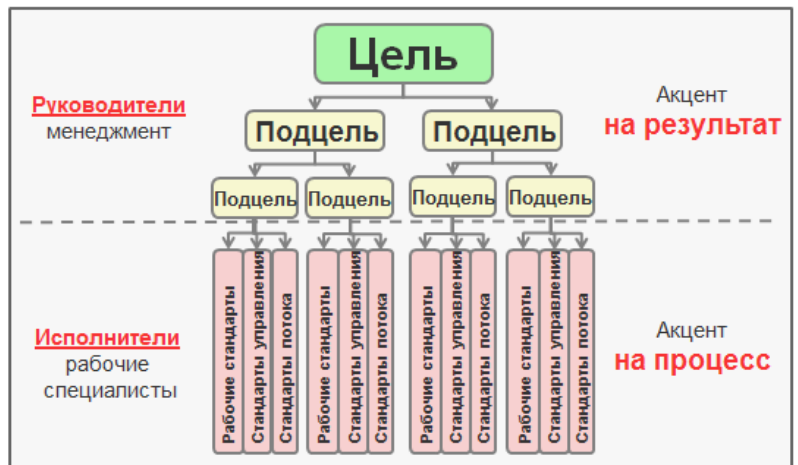 Цель
Руководители
менеджмент
Акцент
на результат
Подцель
Подцель
Подцель
Подцель
Подцель
Подцель
Рабочие стандарты
Стандарты управления
Стандарты потока
Рабочие стандарты
Стандарты управления
Стандарты потока
Рабочие стандарты
Стандарты управления
Стандарты потока
Рабочие стандарты
Стандарты управления
Стандарты потока
Исполнители
рабочие
специалисты
Акцент
на процесс